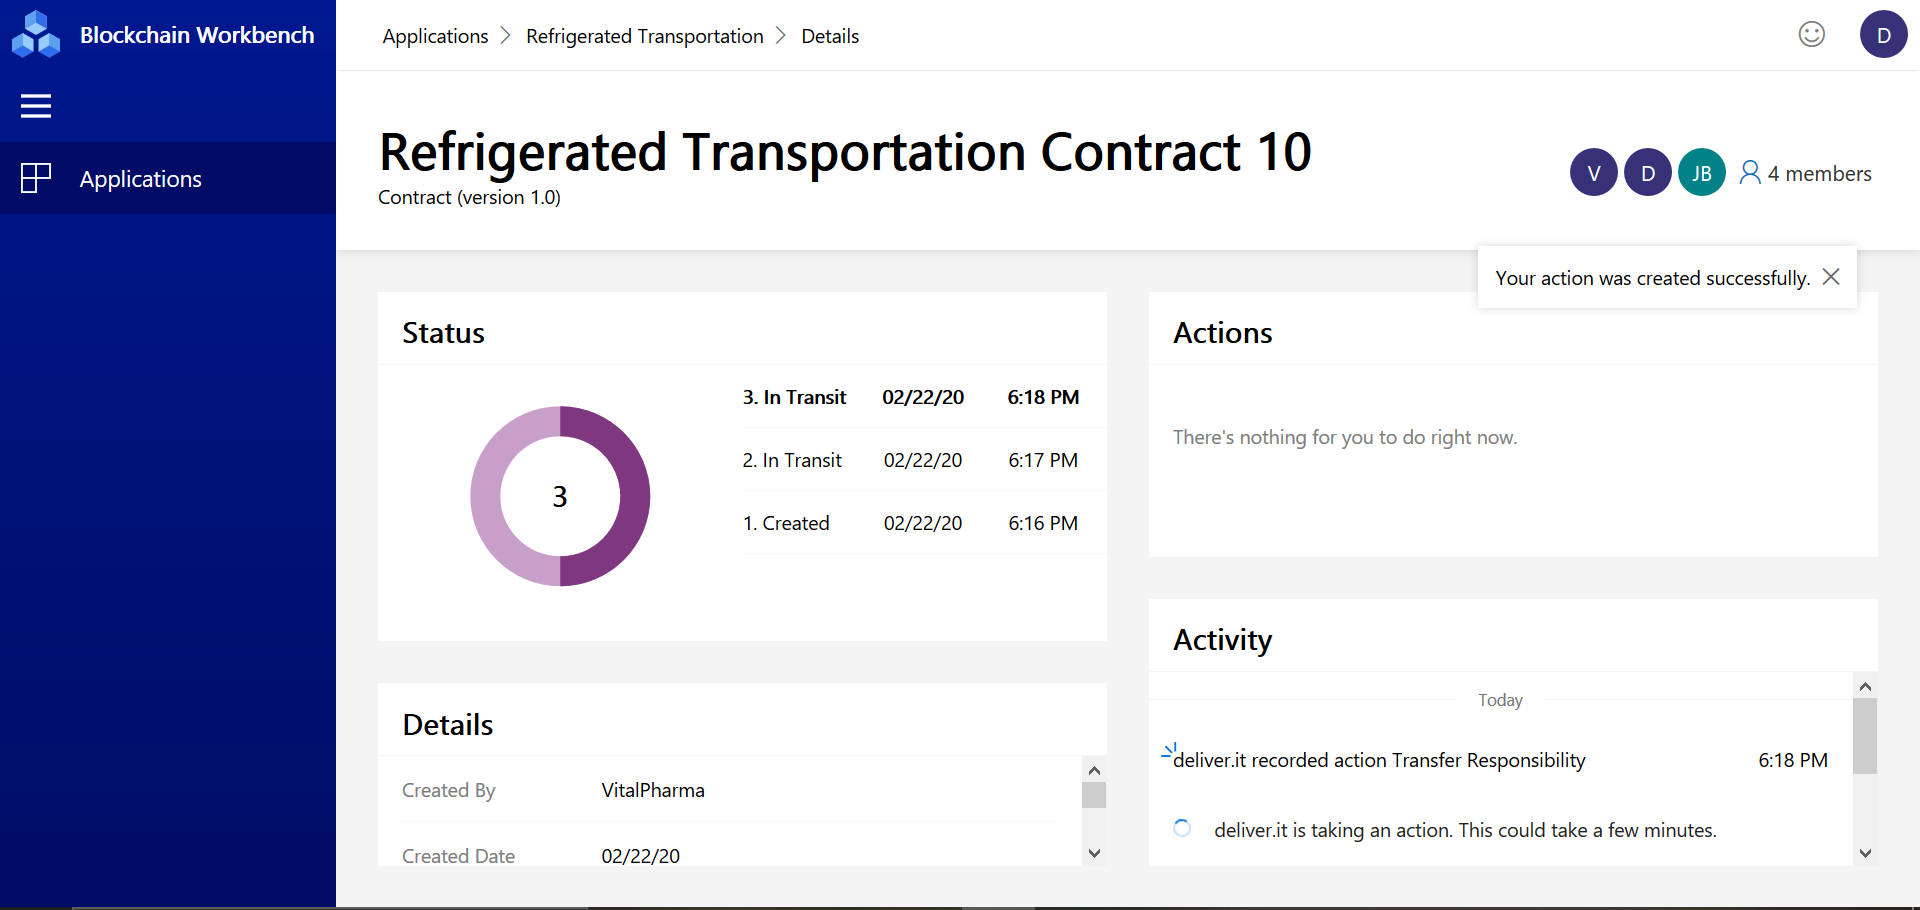 Blockchain Workbench
Applications
Applications Refrigerated Transportation Details
D
Refrigerated Transportation Contract 10
Contract (version 1.0)
V D JB 4 members
Your action was created successfully.
Status
3
3. In Transit 02/22/20 6:18 PM
2. In Transit 02/22/20 6:17 PM
1. Created 02/22/20 6:16 PM
Details
Created By VitalPharma
Created Date 02/22/20
Actions
There's nothing for you to do right now.
Activity
Today
deliver.it recorded action Transfer Responsibility 6:18 PM
deliver.it is taking an action. This could take a few minutes.